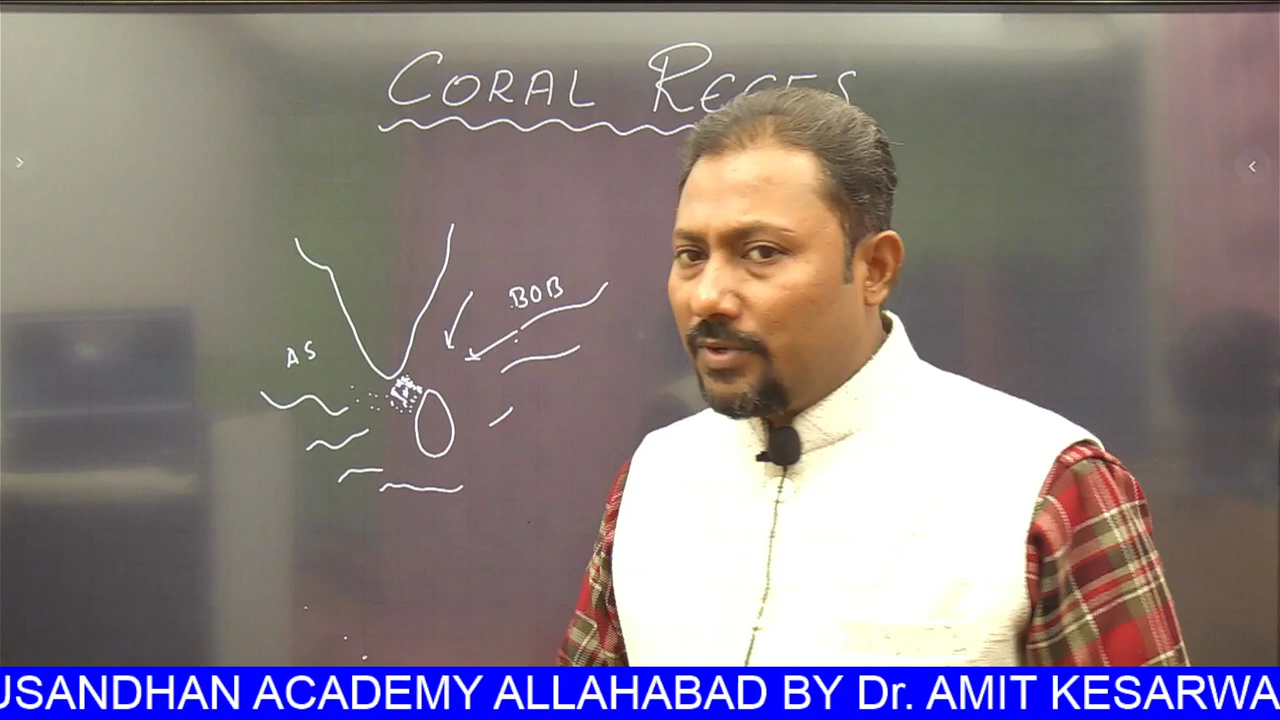 CORAL REEFS
BOB
AS
USANDHAN ACADEMY ALLAHABAD BY Dr. AMIT KESARWA